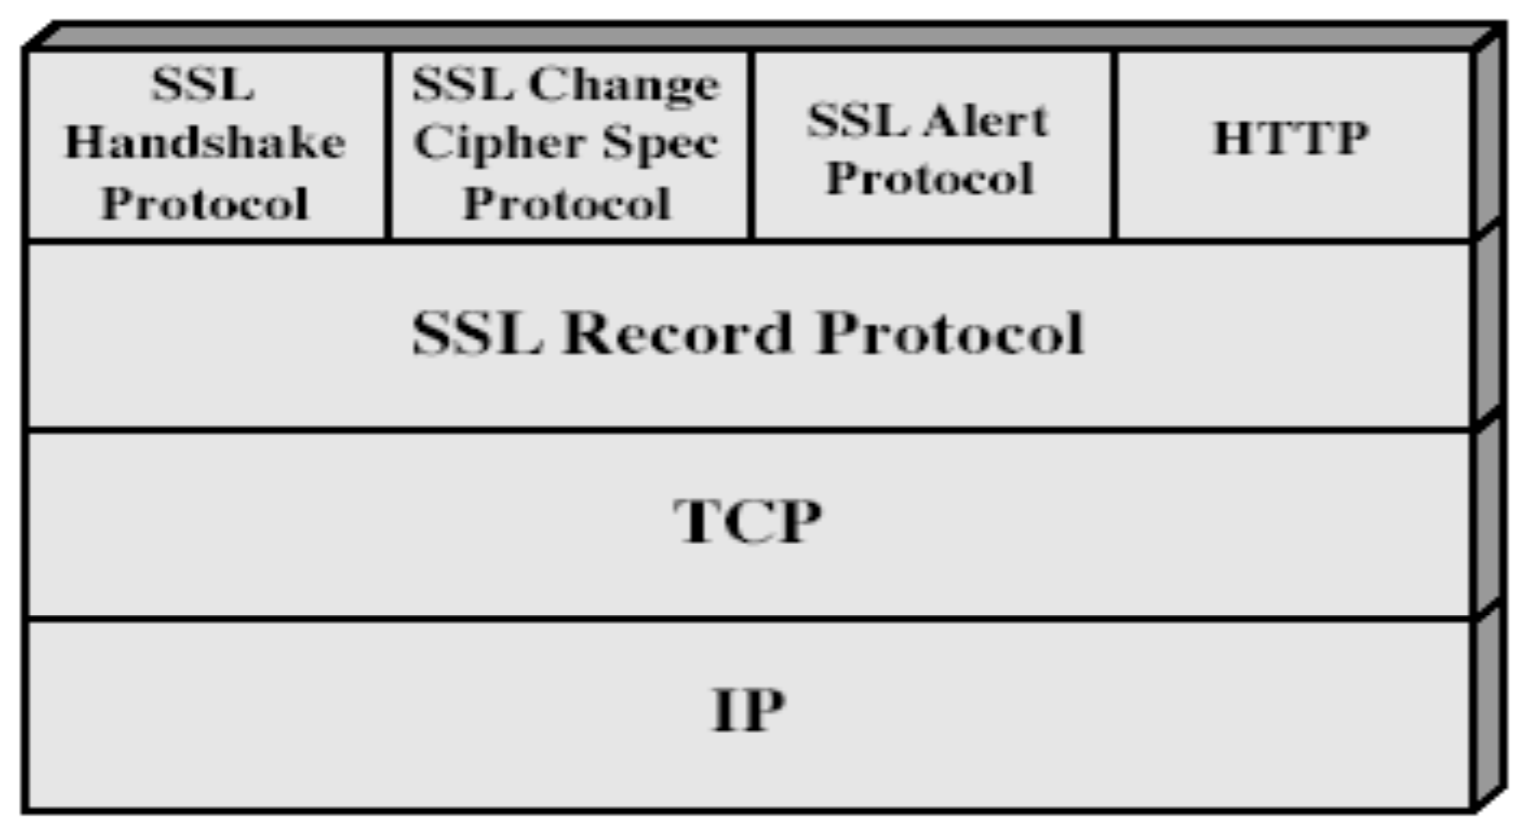 SSL
Handshake
Protocol
SSL Change
Cipher Spec
Protocol
SSL Alert
Protocol
HTTP
SSL Record Protocol
TCP
IP